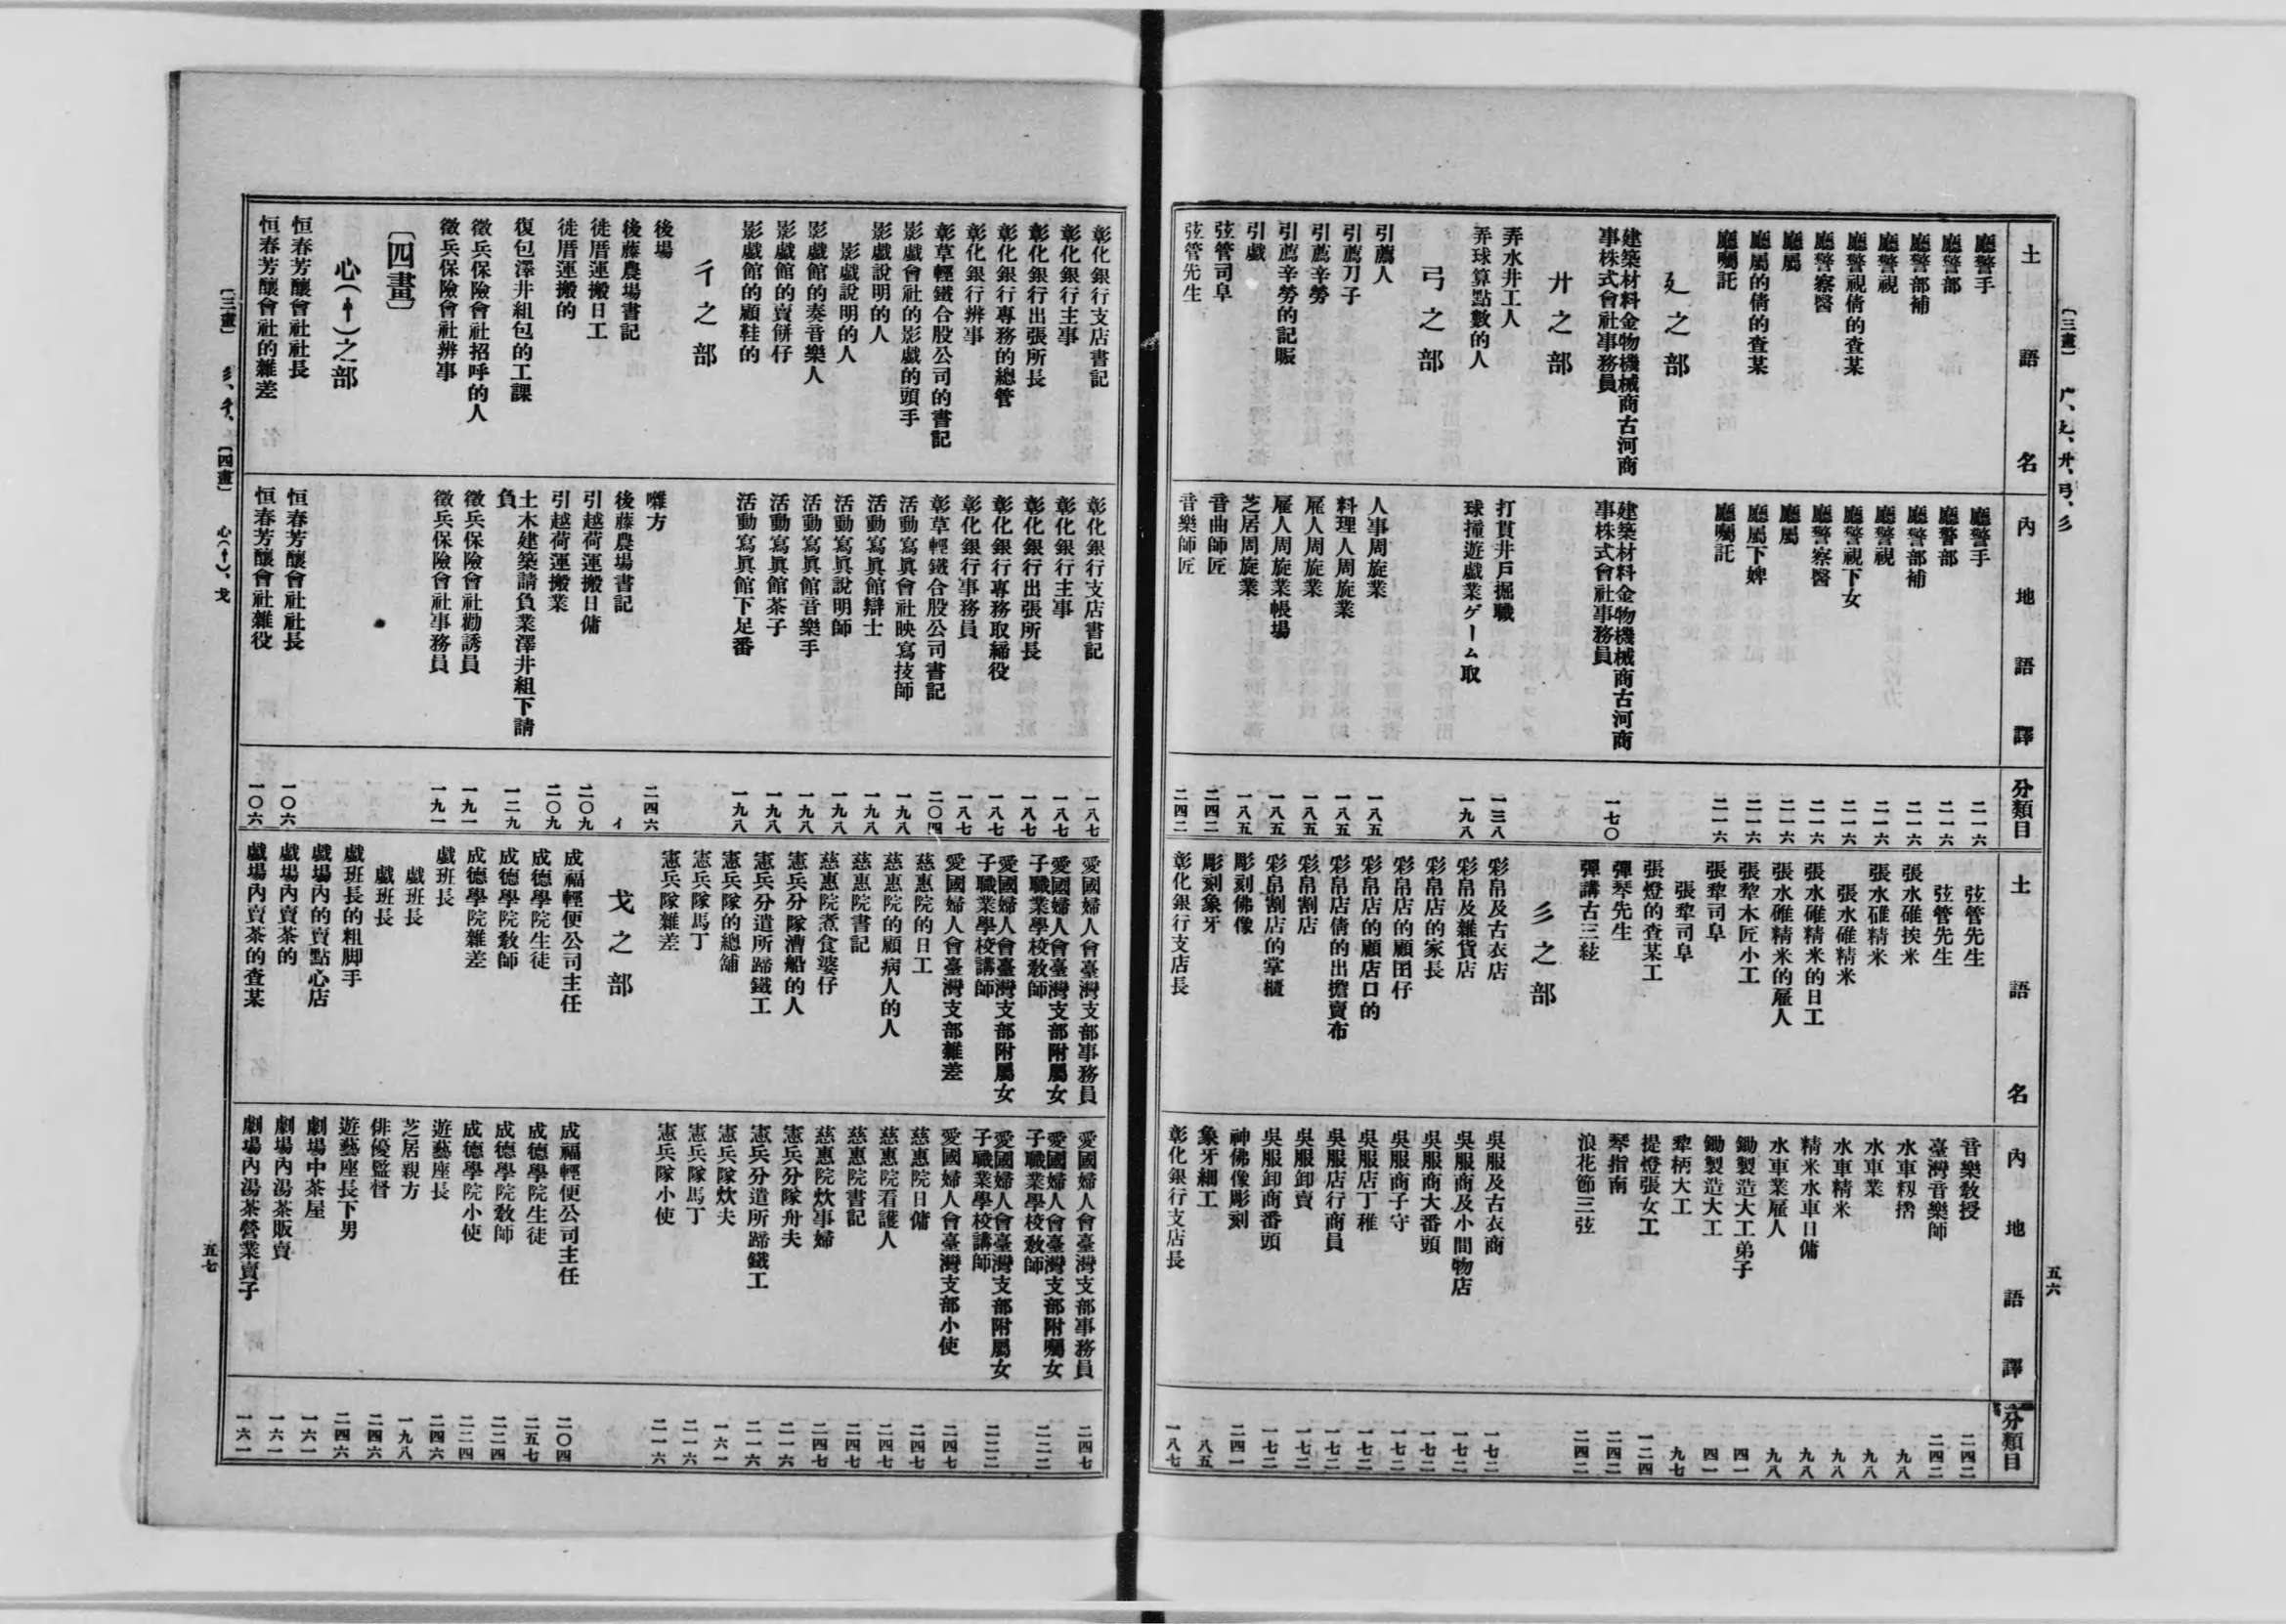 〔三畫〕 广、廴、廾、弓、彡
五六
土語名
廳警手
廳警部
廳警部補
廳警視
廳警視倩的查某
廳警察醫
廳屬
廳屬的倩的查某
廳囑託
廴之部
建築材料金物機械商古河商
事株式會社事務員
廾之部
弄水井工人
弄球算點數的人
弓之部
引薦人
引薦刀子
引薦辛勞
引薦辛勞的記賬
引戲
弦管司阜
弦管先生
內地語譯
廳警手
廳警部
廳警部補
廳警視
廳警視下女
廳警察醫
廳屬
廳屬下婢
廳囑託
建築材料金物機械商古河商
事株式會社事務員
打貫井戸掘職
球撞遊戲業ゲーム取
人事周旋業
料理人周旋業
雇人周旋業
雇人周旋業帳場
芝居周旋業
音曲師匠
音樂師匠
分類目
二一六
二一六
二一六
二一六
二一六
二一六
二一六
二一六
二一六
一七〇
一三八
一九八
一八五
一八五
一八五
一八五
一八五
二四二
二四二
土語名
弦管先生
弦管先生
張水碓挨米
張水碓精米
張水碓精米
張水碓精米的日工
張水碓精米的雇人
張犂木匠小工
張犂司阜
張犂司阜
張燈的查某工
彈琴先生
彈講古三絃
彡之部
彩帛及古衣店
彩帛及雜貨店
彩帛店的家長
彩帛店的顧囝仔
彩帛店的顧店口的
彩帛店倩的出擔賣布
彩帛割店
彩帛割店的掌櫃
彫刻佛像
彫刻象牙
彰化銀行支店長
內地語譯
音樂敎授
臺灣音樂師
水車籾摺
水車業
水車精米
精米水車日傭
水車業雇人
鋤製造大工弟子
鋤製造大工
犂柄大工
提燈張女工
琴指南
浪花節三弦
吳服及古衣商
吳服商及小間物店
吳服商大番頭
吳服商子守
吳服店丁稚
吳服店行商員
吳服卸賣
吳服卸商番頭
神佛像彫刻
象牙細工
彰化銀行支店長
分類目
二四二
二四二
九八
九八
九八
九八
九八
四一
四一
九七
一二四
二四二
二四二
一七二
一七二
一七二
一七二
一七二
一七二
一七二
一七二
二四一
八五
一八七
彰化銀行支店書記
彰化銀行主事
彰化銀行出張所長
彰化銀行專務的總管
彰化銀行辨事
彰草輕鐵合股公司的書記
影戲會社的影戲的頭手
影戲說明的人
影戲說明的人
影戲館的奏音樂人
影戲館的賣餠仔
影戲館的顧鞋的
彳之部
後場
後藤農場書記
徙厝運搬日工
徙厝運搬的
復包澤井組包的工課
徵兵保險會社招呼的人
徵兵保險會社辨事
〔四畫〕
心(忄)之部
恒春芳釀會社社長
恒春芳釀會社的雜差
彰化銀行支店書記
彰化銀行主事
彰化銀行出張所長
彰化銀行專務取締役
彰化銀行事務員
彰草輕鐵合股公司書記
活動寫眞會社映寫技師
活動寫眞館辯士
活動寫眞說明師
活動寫眞館音樂手
活動寫眞館茶子
活動寫眞館下足番
囃方
後藤農場書記
引越荷運搬日傭
引越荷運搬業
土木建築請負業澤井組下請
負
徵兵保險會社勸誘員
徵兵保險會社事務員
恒春芳釀會社社長
恒春芳釀會社雜役
一八七
一八七
一八七
一八七
一八七
二〇四
一九八
一九八
一九八
一九八
一九八
一九八
二四六
イ
二〇九
二〇九
一二九
一九一
一九一
一〇六
一〇六
愛國婦人會臺灣支部事務員
愛國婦人會臺灣支部附屬女
子職業學校敎師
愛國婦人會臺灣支部附屬女
子職業學校講師
愛國婦人會臺灣支部雜差
慈惠院的日工
慈惠院的顧病人的人
慈惠院書記
慈惠院煮食婆仔
憲兵分隊漕船的人
憲兵分遣所蹄鐵工
憲兵隊的總舖
憲兵隊馬丁
憲兵隊雜差
戈之部
成福輕便公司主任
成德學院生徒
成德學院敎師
成德學院雜差
戲班長
戲班長
戲班長
戲班長的粗脚手
戲場內的賣點心店
戲場內賣茶的
戲場內賣茶的查某
愛國婦人會臺灣支部事務員
愛國婦人會臺灣支部附囑女
子職業學校敎師
愛國婦人會臺灣支部附屬女
子職業學校講師
愛國婦人會臺灣支部小使
慈惠院日傭
慈惠院看護人
慈惠院書記
慈惠院炊事婦
憲兵分隊舟夫
憲兵分遣所蹄鐵工
憲兵隊炊夫
憲兵隊馬丁
憲兵隊小使
成福輕便公司主任
成德學院生徒
成德學院敎師
成德學院小使
遊藝座長
芝居親方
俳優監督
遊藝座長下男
劇場中茶屋
劇場內湯茶販賣
劇場內湯茶營業賣子
二四七
二二二
二二二
二四七
二四七
二四七
二四七
二四七
二一六
二一六
一六一
二一六
二一六
二〇四
二五七
二二四
二二四
二四六
一九八
二四六
二四六
一六一
一六一
一六一
〔三畫〕 彡、彳、〔四畫〕 心(忄)、戈
五七